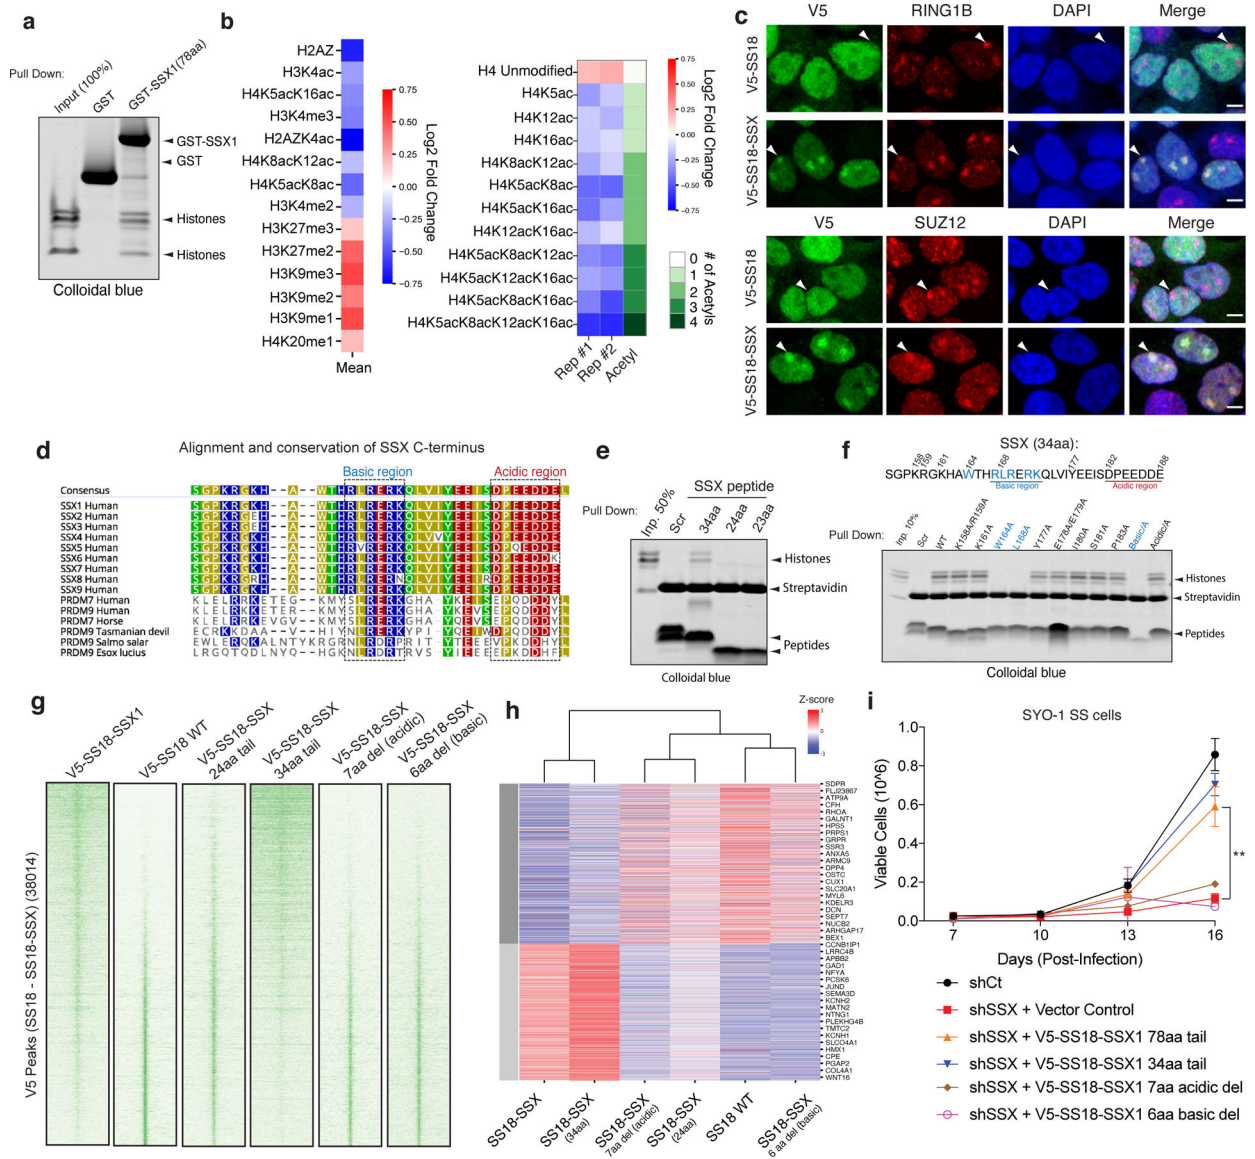 a
Pull Down:
Input (100%)
GST
GST-SSX1(78aa)
GST-SSX1
GST
Histones
Histones
Colloidal blue
b
H2AZ
H3K4ac
H4K5acK16ac
H3K4me3
H2AZK4ac
H4K8acK12ac
H4K5acK8ac
H3K4me2
H3K27me3
H3K27me2
H3K9me3
H3K9me2
H3K9me1
H4K20me1
Mean
0.75
0.50
0.25
0.00
−0.25
−0.50
−0.75
Log2 Fold Change
H4 Unmodified
H4K5ac
H4K12ac
H4K16ac
H4K8acK12ac
H4K5acK8ac
H4K5acK16ac
H4K12acK16ac
H4K5acK8acK12ac
H4K5acK12acK16ac
H4K5acK8acK16ac
H4K5acK8acK12acK16ac
Rep #1
Rep #2
Acetyl
0.75
0.50
0.25
0.00
−0.25
−0.50
−0.75
Log2 Fold Change
0
1
2
3
4
# of Acetyls
c
V5 RING1B DAPI Merge
V5-SS18
V5-SS18-SSX
V5 SUZ12 DAPI Merge
V5-SS18
V5-SS18-SSX
d
Alignment and conservation of SSX C-terminus
Basic region Acidic region
Consensus SGPKRGKH--A--WTHRLRERKQLVIYEEISDPEEDDEL
SSX1 Human
SSX2 Human
SSX3 Human
SSX4 Human
SSX5 Human
SSX6 Human
SSX7 Human
SSX8 Human
SSX9 Human
PRDM7 Human
PRDM9 Human
PRDM7 Horse
PRDM9 Tasmanian devil
PRDM9 Salmo salar
PRDM9 Esox lucius
e
SSX peptide
Pull Down:
Inp. 50%
Scr
34aa
24aa
23aa
Histones
Streptavidin
Peptides
Colloidal blue
f
SSX (34aa):
158
159
161
164
168
177
182
188
SGPKRGKHAWTHRLRERKQLVIYEEISDPEEDDE
Basic region
Acidic region
Pull Down:
Inp. 10%
Scr
WT
K158A/R159A
K161A
W164A
L168A
Y177A
E178A/E179A
I180A
S181A
P183A
Basic/A
Acidic/A
Histones
Streptavidin
Peptides
Colloidal blue
g
V5-SS18-SSX1
V5-SS18 WT
V5-SS18-SSX
24aa tail
V5-SS18-SSX
34aa tail
V5-SS18-SSX
7aa del (acidic)
V5-SS18-SSX
6aa del (basic)
V5 Peaks (SS18 - SS18-SSX) (38014)
h
Z-score
3
0
-3
SDPR
FLJ23867
ATP9A
CFH
RHOA
GALNT1
HPS5
PRPS1
GRPR
SSR3
ANXA5
ARMC9
DPP4
OSTC
CUX1
SLC20A1
MYL6
KDELR3
DCN
SEPT7
NUCB2
ARHGAP17
BEX1
CCNB1IP1
LRRC4B
APBB2
GAD1
NFYA
PCSK6
JUND
SEMA3D
KCNH2
MATN2
NTNG1
PLEKHG4B
TMTC2
KCNH1
SLCO4A1
HMX1
CPE
PGAP2
COL4A1
WNT16
SS18-SSX
SS18-SSX
(34aa)
SS18-SSX
7aa del (acidic)
SS18-SSX
(24aa)
SS18 WT
SS18-SSX
6 aa del (basic)
i
SYO-1 SS cells
Viable Cells (10^6)
1.0
0.8
0.6
0.4
0.2
0.0
7 10 13 16
**
Days (Post-Infection)
shCt
shSSX + Vector Control
shSSX + V5-SS18-SSX1 78aa tail
shSSX + V5-SS18-SSX1 34aa tail
shSSX + V5-SS18-SSX1 7aa acidic del
shSSX + V5-SS18-SSX1 6aa basic del